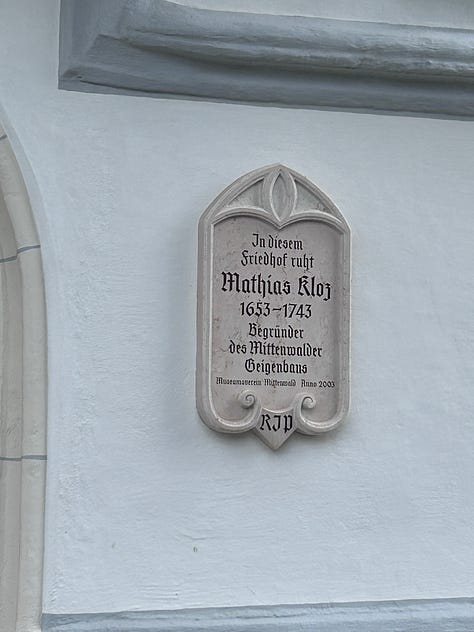 In diesem
Friedhof ruht
Mathias Kloz
1653-1743
Begründer
des Mittenwalder
Geigenbaus
Museumsverein Mittenwald Anno 2003
RIP